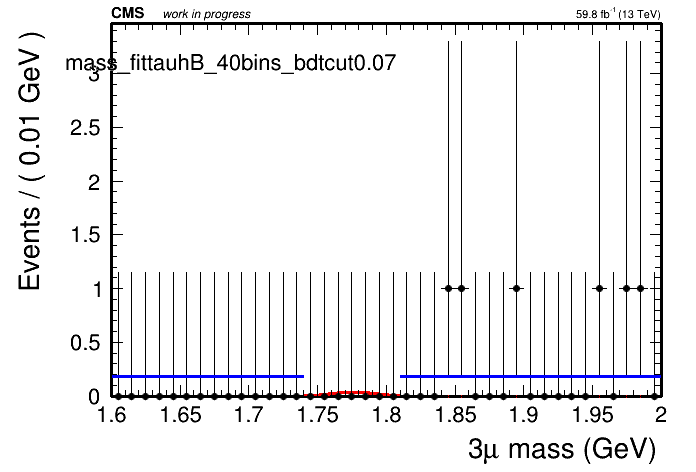 CMS work in progress 59.8 fb-1 (13 TeV)
mass_fittauhB_40bins_bdtcut0.07
Events / ( 0.01 GeV )
3
2.5
2
1.5
1
0.5
0
1.6 1.65 1.7 1.75 1.8 1.85 1.9 1.95 2
3μ mass (GeV)